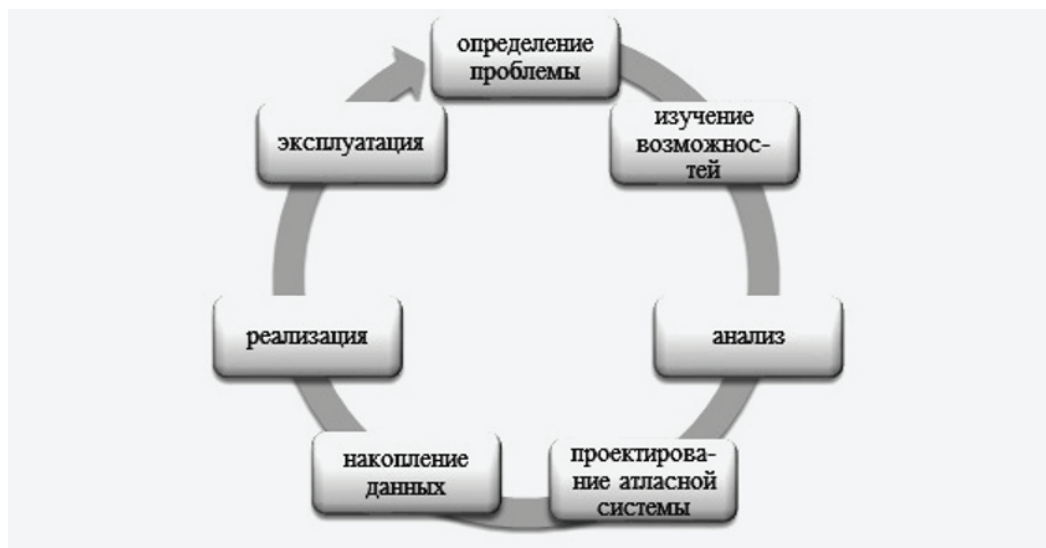 определение
проблемы
изучение
возможнос-
тей
анализ
проектирова-
ние атласной
системы
накопление
данных
реализация
эксплуатация